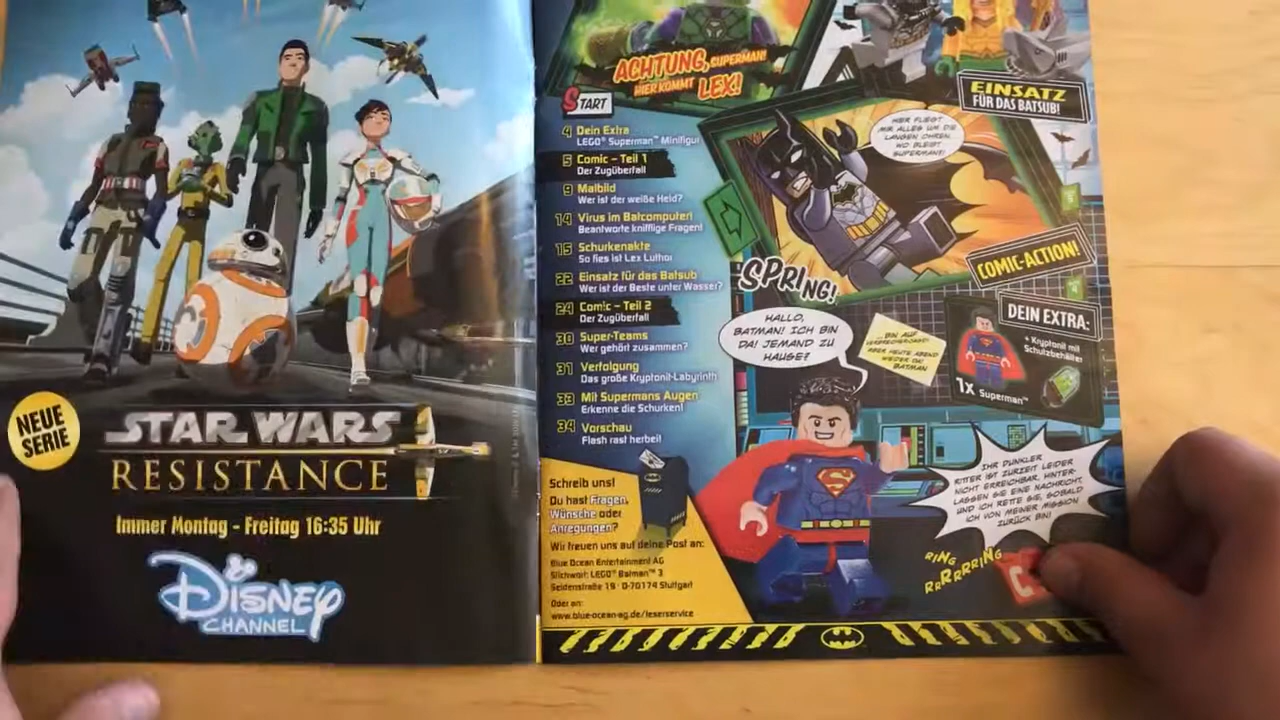 NEUE
SERIE
STAR WARS
RESISTANCE
Immer Montag - Freitag 16:35 Uhr
Disney
CHANNEL
ACHTUNG, SUPERMAN!
HIER KOMMT LEX!
START
4 Dein Extra
LEGO® Superman™ Minifigur
5 Comic – Teil 1
Der Zugüberfall
9 Malbild
Wer ist der weiße Held?
14 Virus im Batcomputer!
Beantworte knifflige Fragen!
15 Schurkenakte
So fies ist Lex Luthor
22 Einsatz für das Batsub
Wer ist der Beste unter Wasser?
24 Comic – Teil 2
Der Zugüberfall
30 Super-Teams
Wer gehört zusammen?
31 Verfolgung
Das große Kryptonit-Labyrinth
33 Mit Supermans Augen
Erkenne die Schurken!
34 Vorschau
Flash rast herbei!
Schreib uns!
Du hast Fragen,
Wünsche oder
Anregungen?
Wir freuen uns auf deine Post an:
Blue Ocean Entertainment AG
Stichwort: LEGO® Batman™ 3
Seidenstraße 19 · D-70174 Stuttgart
Oder an:
www.blue-ocean-ag.de/leserservice
EINSATZ
FÜR DAS BATSUB!
HIER FLIEGT
MIR ALLES UM DIE
LANGEN OHREN.
WO BLEIBT
SUPERMAN?!
COMIC-ACTION!
SPRING!
HALLO,
BATMAN! ICH BIN
DA! JEMAND ZU
HAUSE?
BIN AUF
VERBRECHERJAGD!
ABER HEUTE ABEND
WIEDER DA!
BATMAN
DEIN EXTRA:
+ Kryptonit mit
Schutzbehälter
1x Superman™
IHR DUNKLER
RITTER IST ZURZEIT LEIDER
NICHT ERREICHBAR. HINTER-
LASSEN SIE EINE NACHRICHT,
UND ICH RETTE SIE, SOBALD
ICH VON MEINER MISSION
ZURÜCK BIN!
RING
RRRRRRING